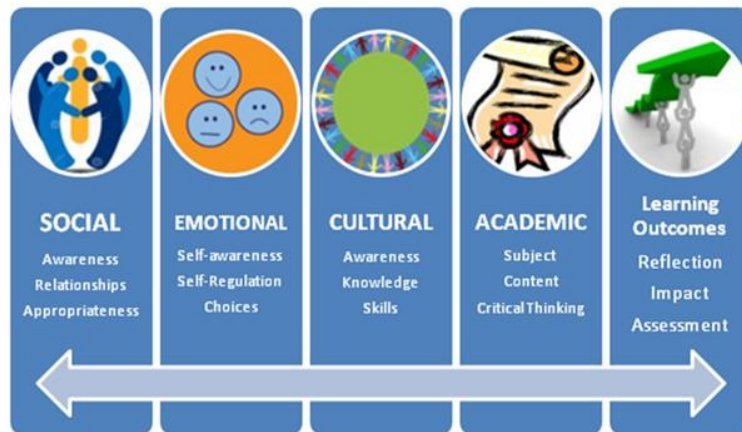 SOCIAL
Awareness
Relationships
Appropriateness
EMOTIONAL
Self-awareness
Self-Regulation
Choices
CULTURAL
Awareness
Knowledge
Skills
ACADEMIC
Subject
Content
Critical Thinking
Learning
Outcomes
Reflection
Impact
Assessment